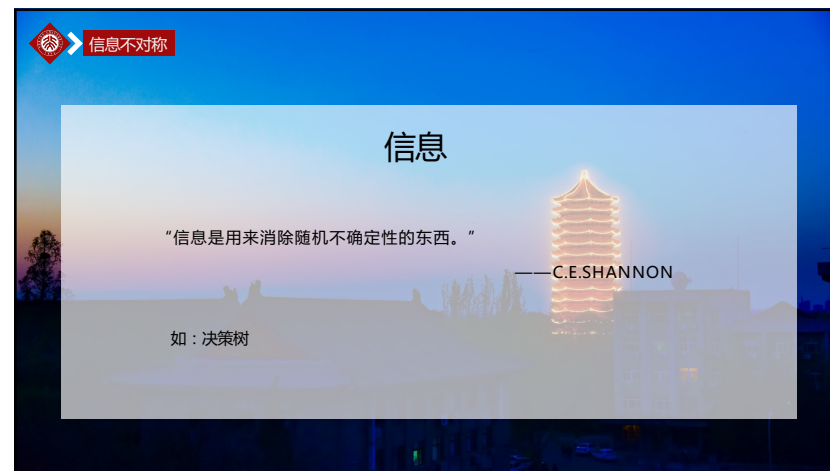 信息不对称
信息
“信息是用来消除随机不确定性的东西。”
——C.E.SHANNON
如：决策树